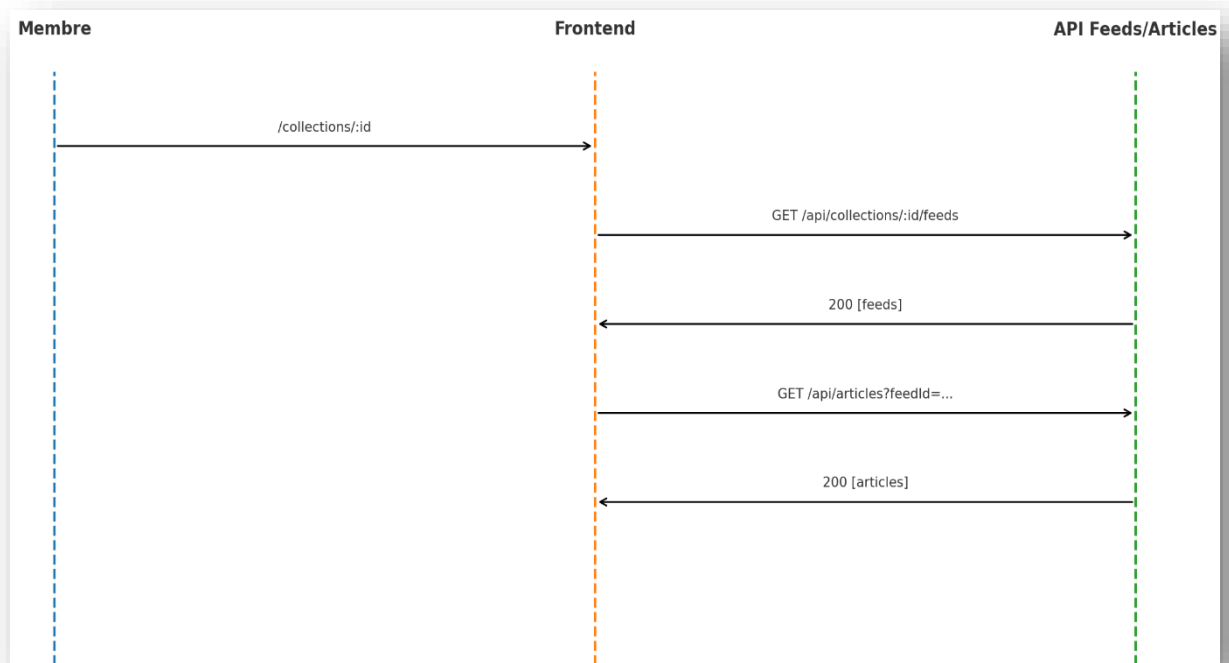 Membre
Frontend
API Feeds/Articles
/collections/:id
GET /api/collections/:id/feeds
200 [feeds]
GET /api/articles?feedId=...
200 [articles]